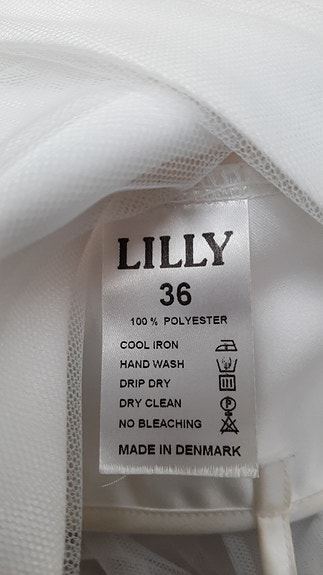 LILLY
36
100 % POLYESTER
COOL IRON
HAND WASH
DRIP DRY
DRY CLEAN
NO BLEACHING
MADE IN DENMARK